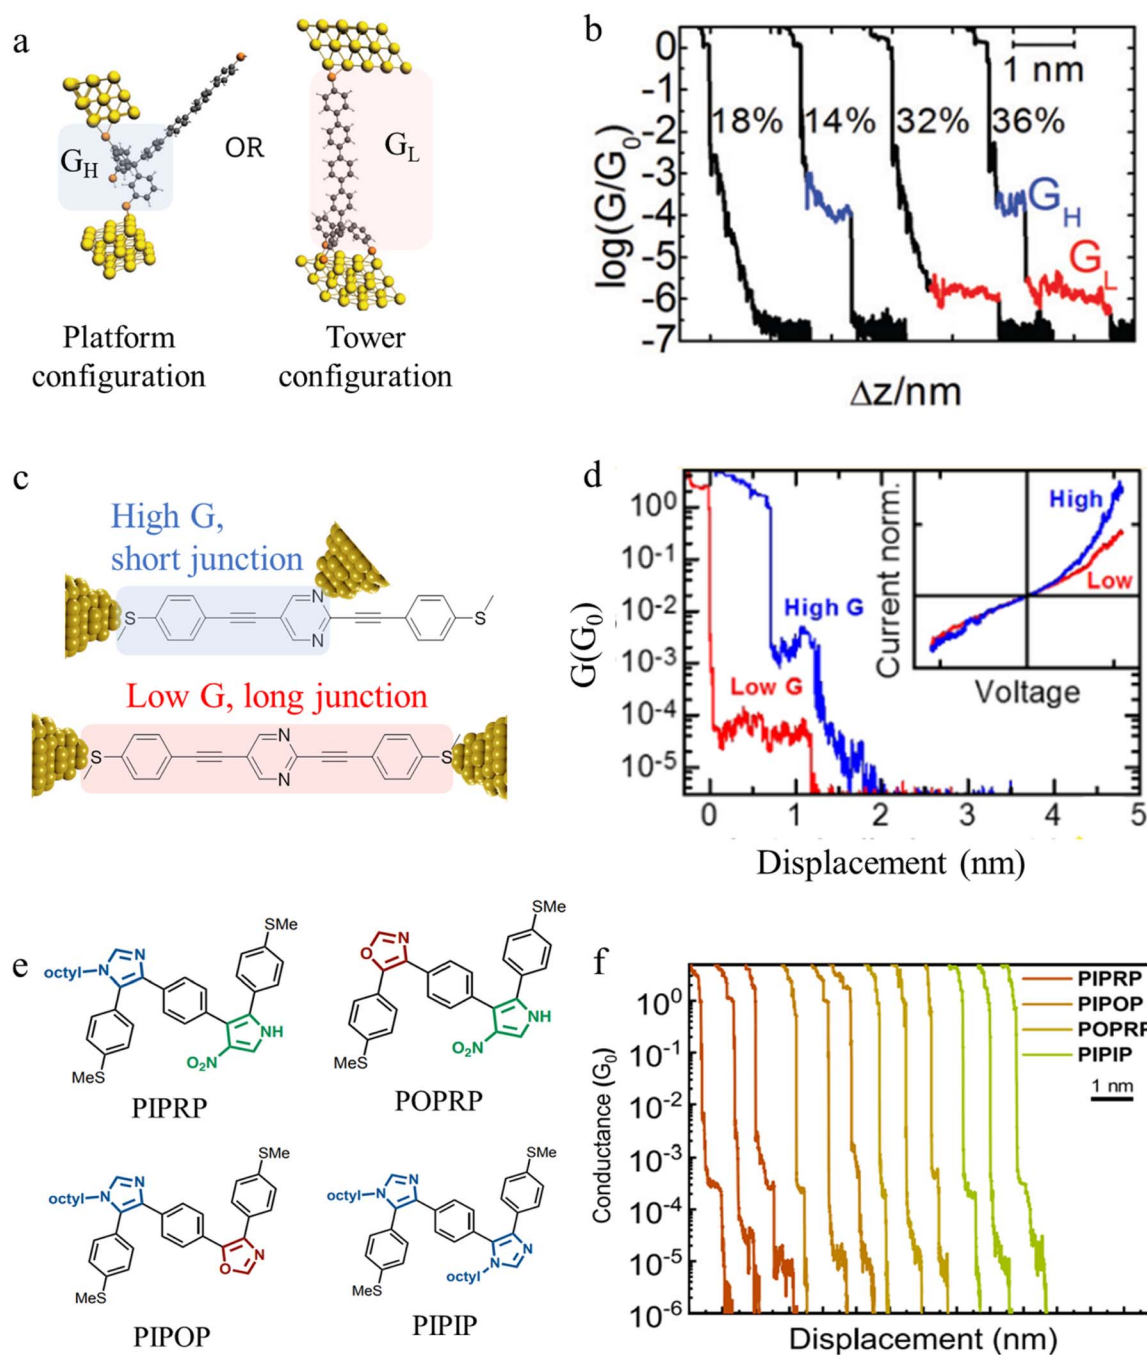 a
G_H
OR
G_L
Platform
configuration
Tower
configuration
b
0
-1
-2
-3
-4
-5
-6
-7
log(G/G_0)
1 nm
18%
14%
32%
36%
G_H
G_L
Δz/nm
c
High G,
short junction
N
N
S
S
Low G, long junction
N
N
S
S
d
10^0
10^-1
10^-2
10^-3
10^-4
10^-5
G(G_0)
High G
Low G
Current norm.
High
Low
Voltage
0
1
2
3
4
5
Displacement (nm)
e
SMe
N
octyl-N
NH
O_2N
MeS
PIPRP
SMe
N
O
NH
O_2N
MeS
POPRP
SMe
N
octyl-N
N
O
MeS
PIPOP
SMe
N
octyl-N
N
N
octyl
MeS
PIPIP
f
10^0
10^-1
10^-2
10^-3
10^-4
10^-5
10^-6
Conductance (G_0)
PIPRP
PIPOP
POPRP
PIPIP
1 nm
Displacement (nm)